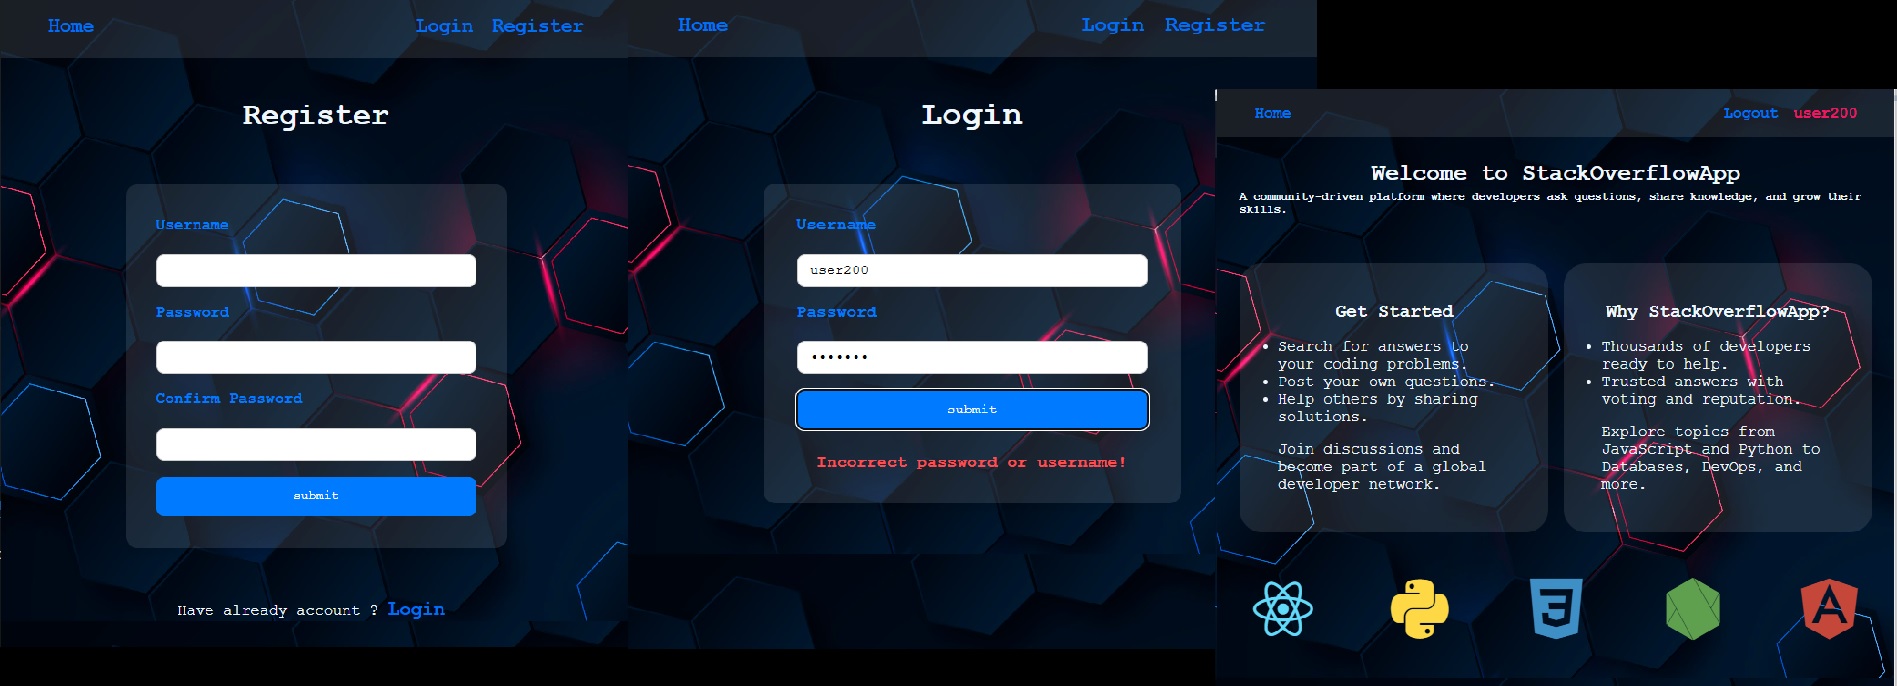 Home Login Register
Register
Username
Password
Confirm Password
submit
Have already account ? Login
Home Login Register
Login
Username
user200
Password
•••••••
submit
Incorrect password or username!
Home Logout user200
Welcome to StackOverflowApp
A community-driven platform where developers ask questions, share knowledge, and grow their
skills.
Get Started
• Search for answers to
your coding problems.
• Post your own questions.
• Help others by sharing
solutions.
Join discussions and
become part of a global
developer network.
Why StackOverflowApp?
• Thousands of developers
ready to help.
• Trusted answers with
voting and reputation.
Explore topics from
JavaScript and Python to
Databases, DevOps, and
more.
3
A